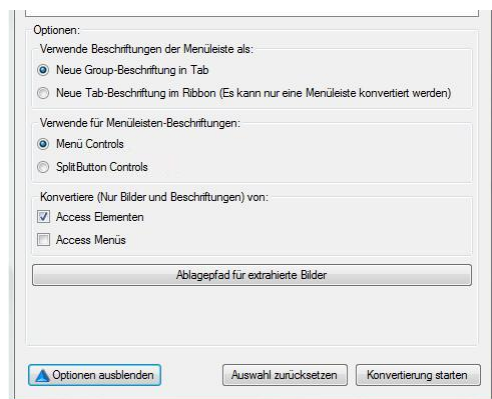 Optionen:
Verwende Beschriftungen der Menüleiste als:
Neue Group-Beschriftung in Tab
Neue Tab-Beschriftung im Ribbon (Es kann nur eine Menüleiste konvertiert werden)
Verwende für Menüleisten-Beschriftungen:
Menü Controls
SplitButton Controls
Konvertiere (Nur Bilder und Beschriftungen) von:
Access Elementen
Access Menüs
Ablagepfad für extrahierte Bilder
Optionen ausblenden Auswahl zurücksetzen Konvertierung starten